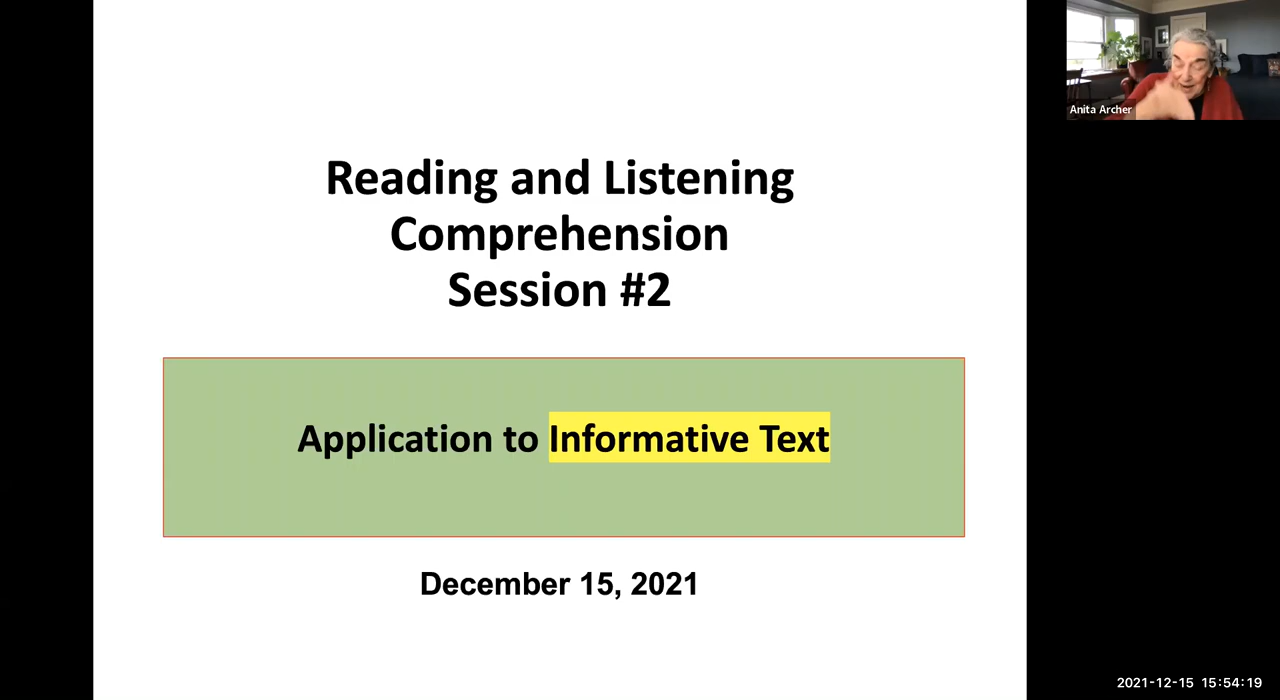 Reading and Listening
Comprehension
Session #2
Application to Informative Text
December 15, 2021
Anita Archer
2021-12-15 15:54:19